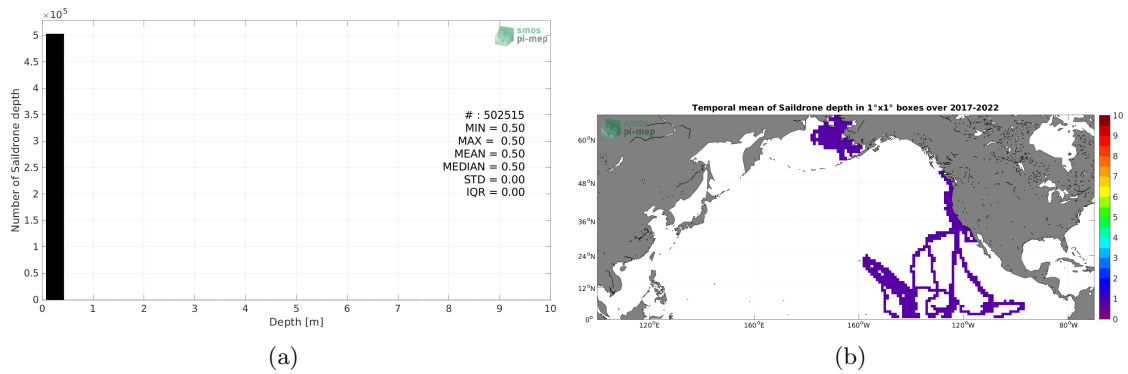 ×10⁵
smos
pi-mep
5
4.5
4
3.5
3
2.5
2
1.5
1
0.5
0
Number of Saildrone depth
# : 502515
MIN = 0.50
MAX = 0.50
MEAN = 0.50
MEDIAN = 0.50
STD = 0.00
IQR = 0.00
0 1 2 3 4 5 6 7 8 9 10
Depth [m]
(a)
Temporal mean of Saildrone depth in 1°x1° boxes over 2017-2022
smos
pi-mep
60°N
48°N
36°N
24°N
12°N
0°
120°E 160°E 160°W 120°W 80°W
10
9
8
7
6
5
4
3
2
1
0
(b)